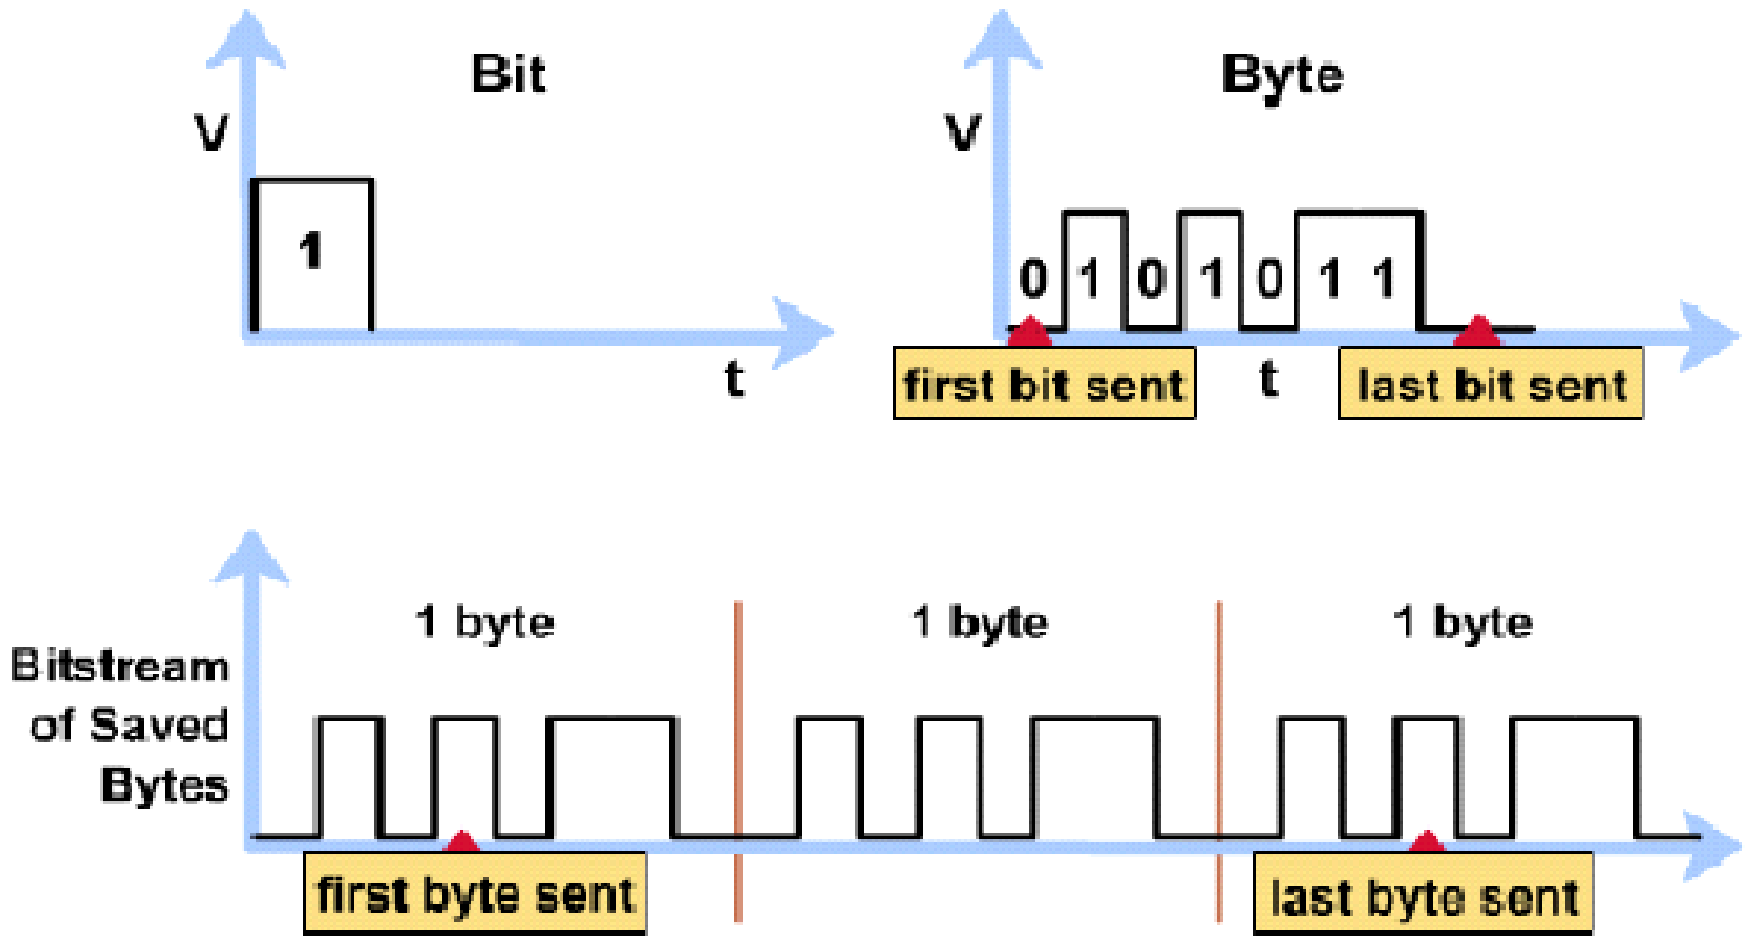 Bit
V
1
t
Byte
V
0 1 0 1 0 1 1
first bit sent
t
last bit sent
1 byte
1 byte
1 byte
Bitstream
of Saved
Bytes
first byte sent
last byte sent